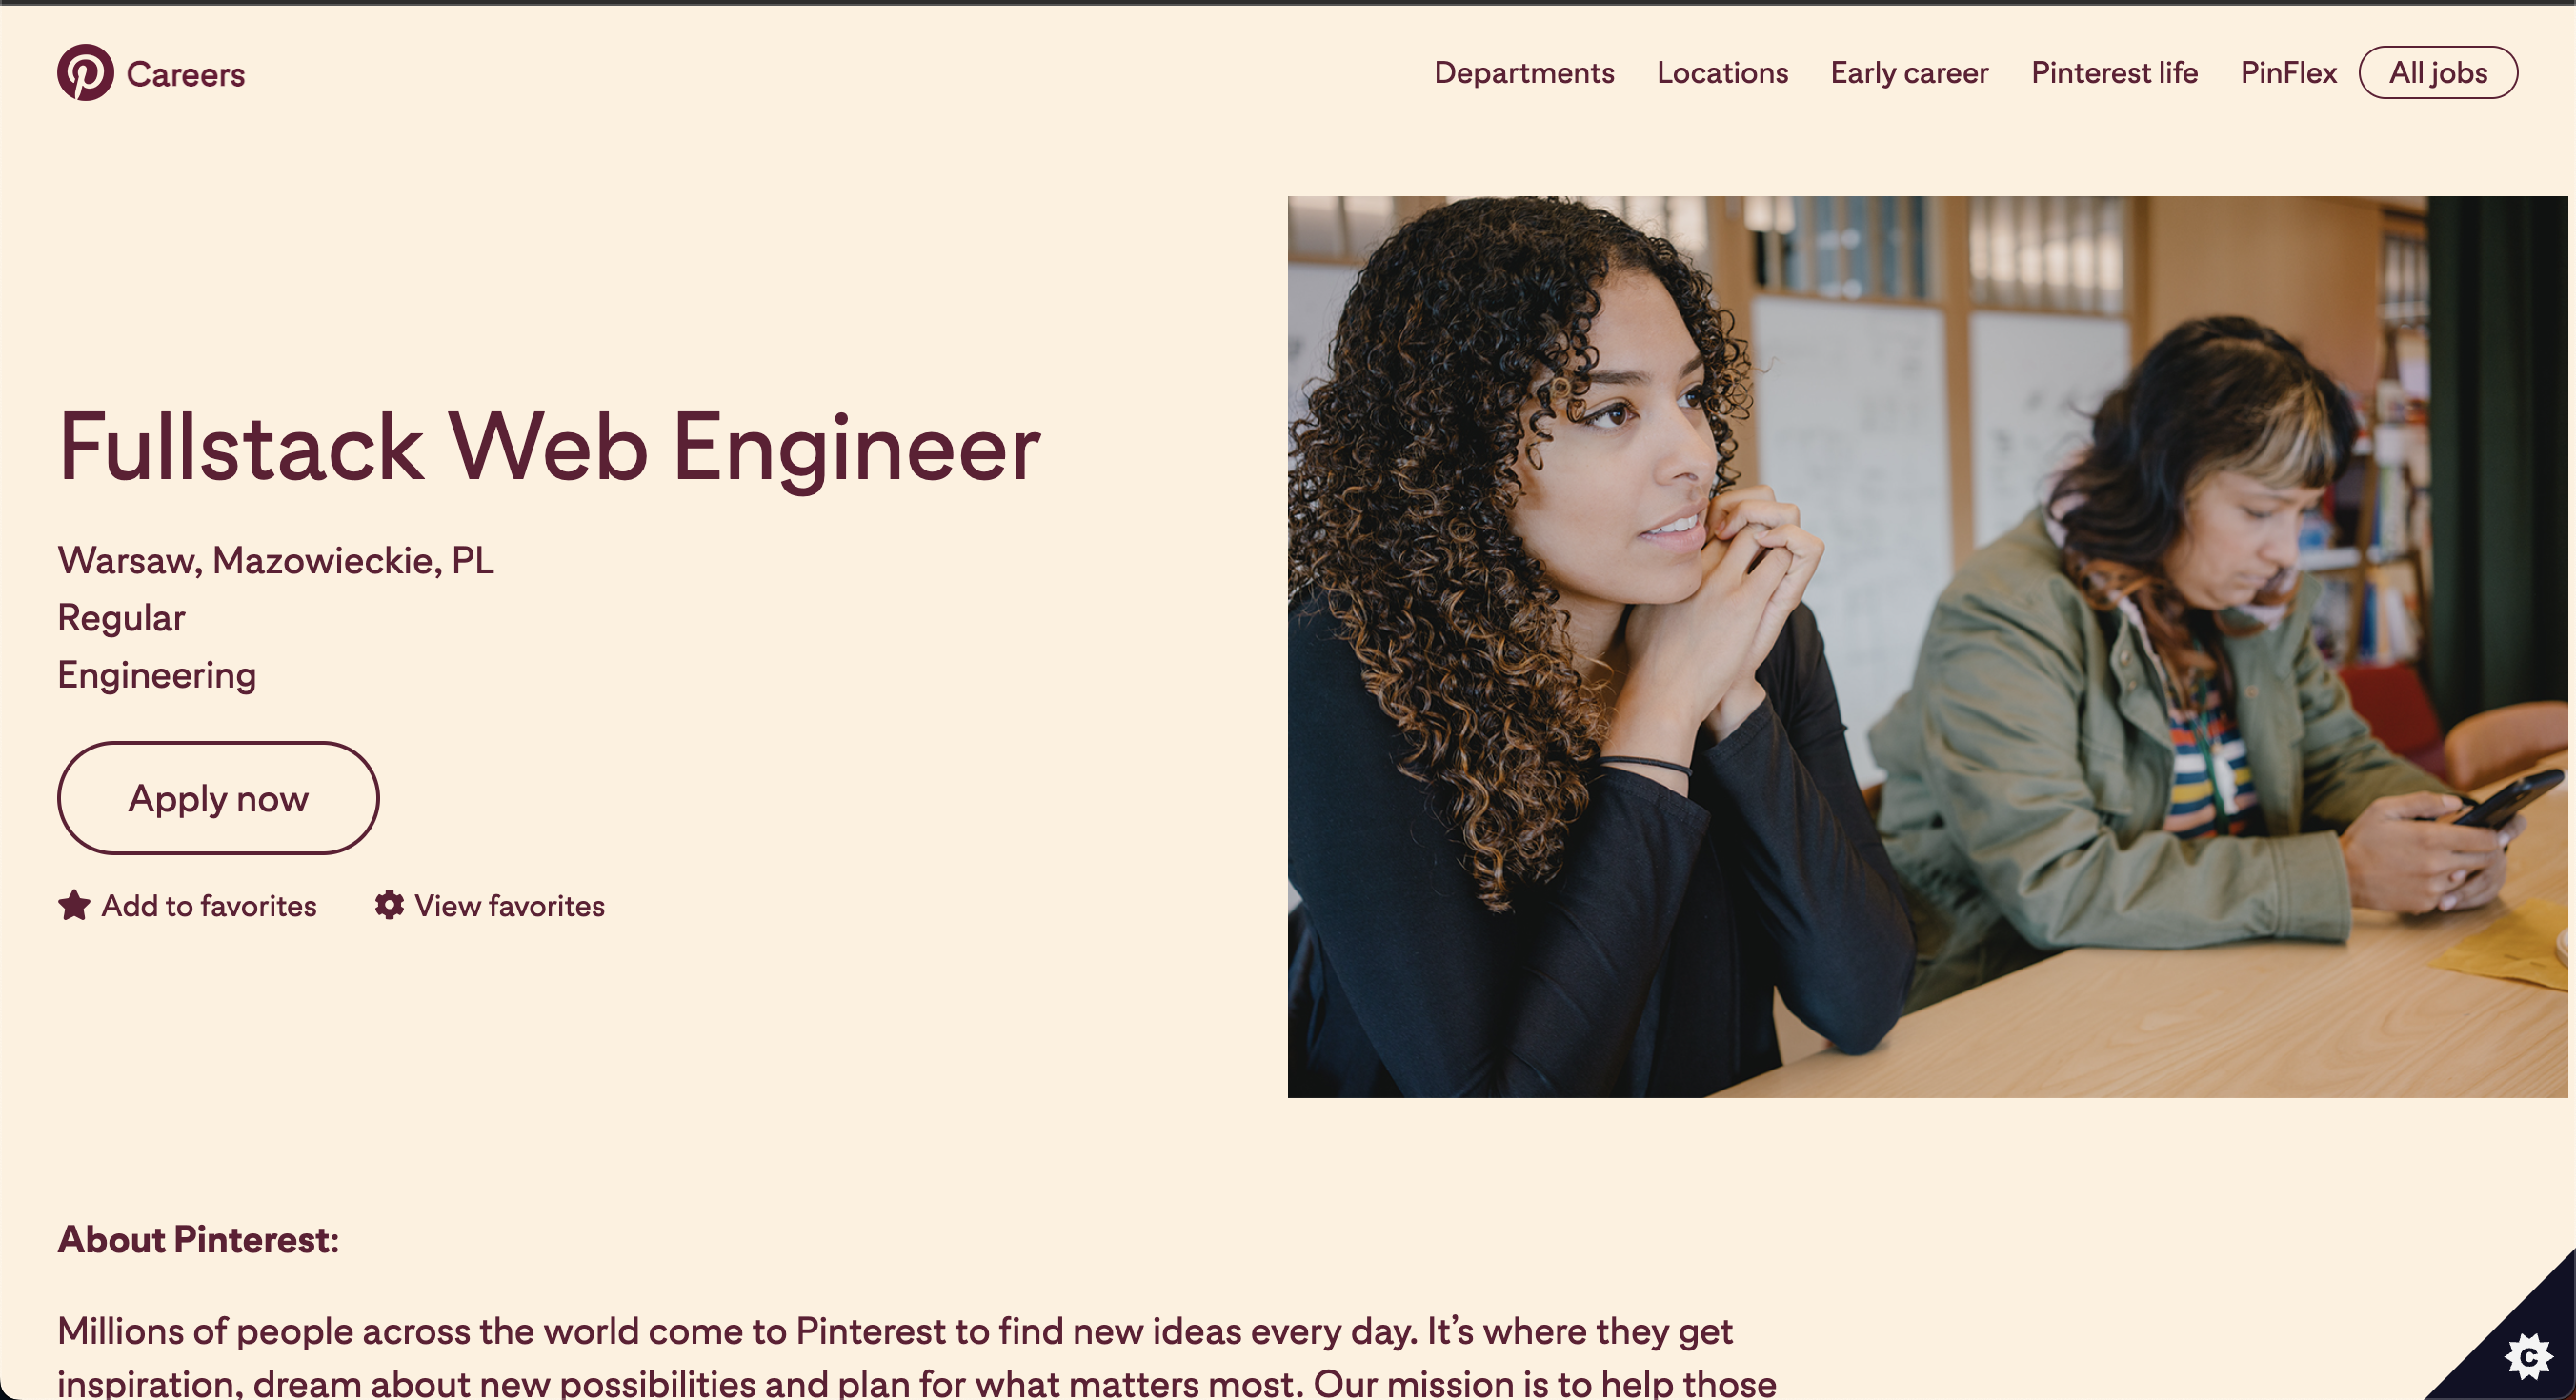 Careers
Departments Locations Early career Pinterest life PinFlex All jobs
Fullstack Web Engineer
Warsaw, Mazowieckie, PL
Regular
Engineering
Apply now
Add to favorites View favorites
About Pinterest:
Millions of people across the world come to Pinterest to find new ideas every day. It’s where they get
inspiration, dream about new possibilities and plan for what matters most. Our mission is to help those
C